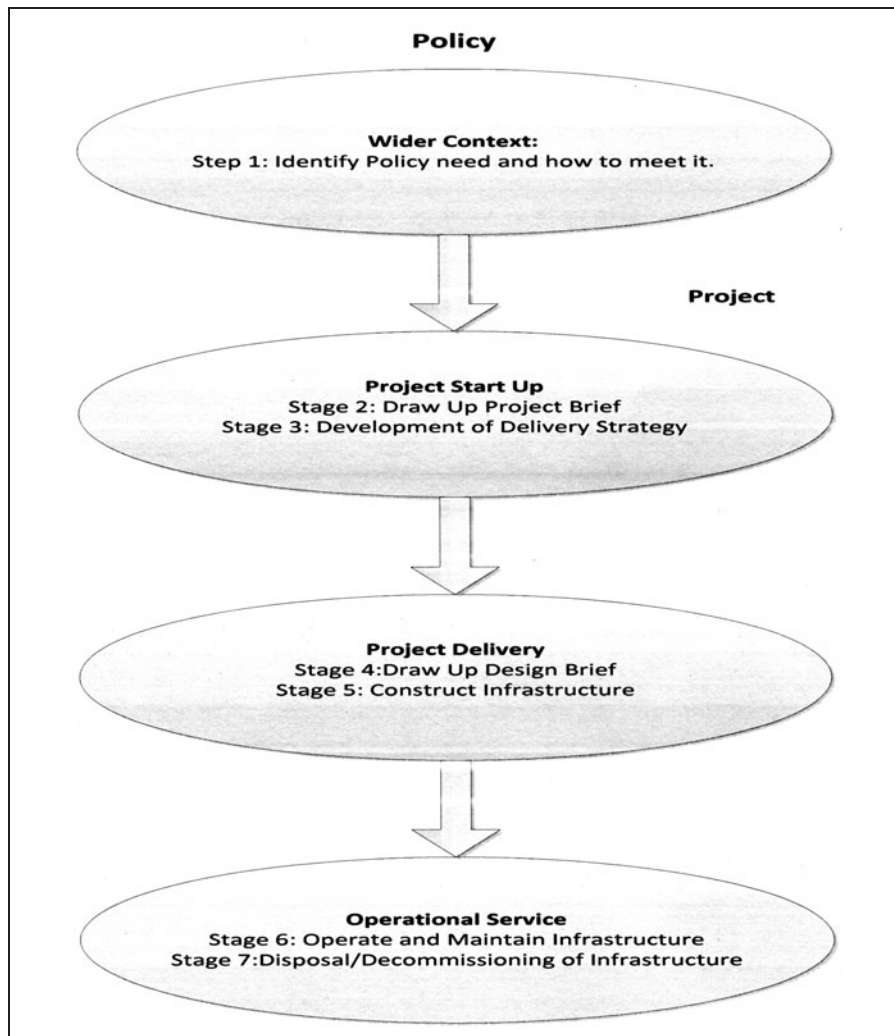 Policy
Wider Context:
Step 1: Identify Policy need and how to meet it.
Project
Project Start Up
Stage 2: Draw Up Project Brief
Stage 3: Development of Delivery Strategy
Project Delivery
Stage 4:Draw Up Design Brief
Stage 5: Construct Infrastructure
Operational Service
Stage 6: Operate and Maintain Infrastructure
Stage 7:Disposal/Decommissioning of Infrastructure